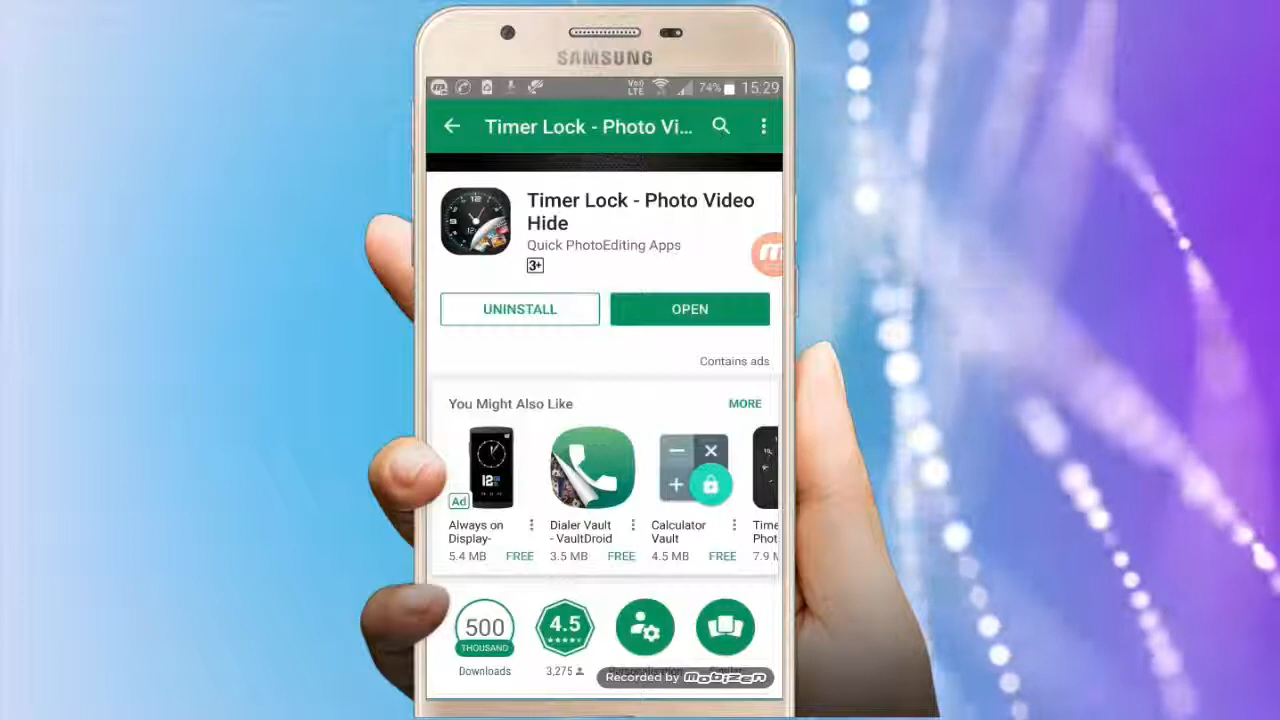 SAMSUNG
VoI) LTE 74% 15:29
Timer Lock - Photo Vi...
Timer Lock - Photo Video
Hide
Quick PhotoEditing Apps
3+
UNINSTALL OPEN
Contains ads
You Might Also Like MORE
12
Ad
Always on Display-
5.4 MB FREE
Dialer Vault - VaultDroid
3.5 MB FREE
Calculator Vault
4.5 MB FREE
Time Phot
7.9 M
500
THOUSAND
Downloads
4.5
3,275
Recorded by MOBIZEN